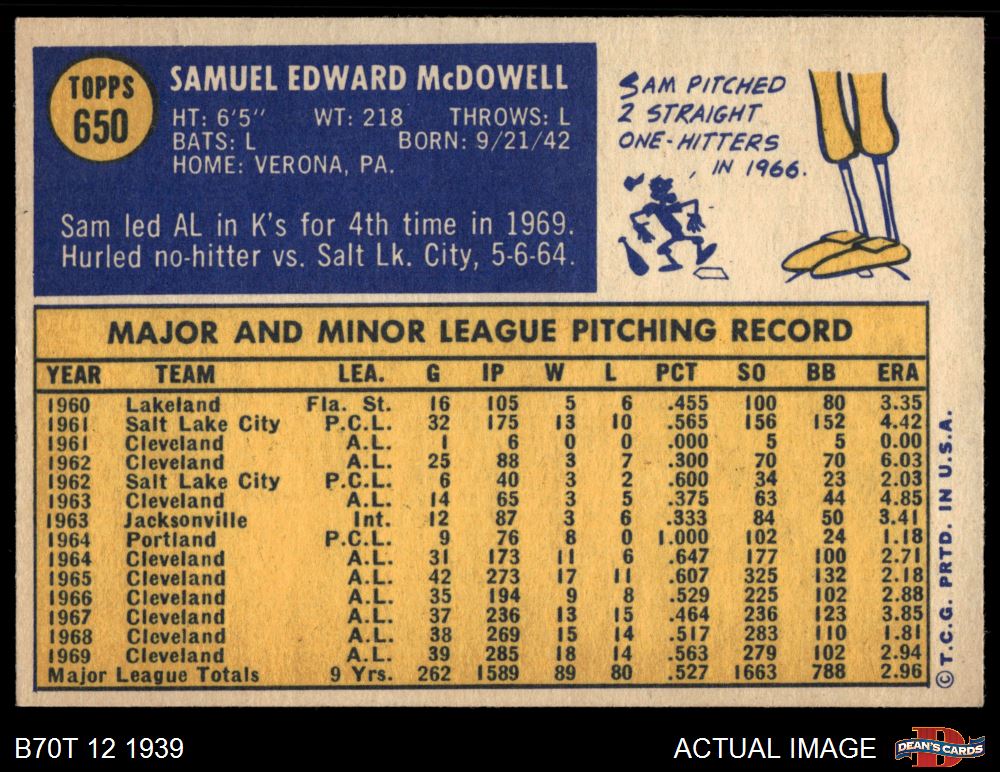 TOPPS
650
SAMUEL EDWARD McDOWELL
HT: 6'5" WT: 218 THROWS: L
BATS: L BORN: 9/21/42
HOME: VERONA, PA.
Sam led AL in K's for 4th time in 1969.
Hurled no-hitter vs. Salt Lk. City, 5-6-64.
SAM PITCHED
2 STRAIGHT
ONE-HITTERS
IN 1966.
MAJOR AND MINOR LEAGUE PITCHING RECORD
YEAR TEAM LEA. G IP W L PCT SO BB ERA
1960 Lakeland Fla. St. 16 105 5 6 .455 100 80 3.35
1961 Salt Lake City P.C.L. 32 175 13 10 .565 156 152 4.42
1961 Cleveland A.L. 1 6 0 0 .000 5 5 0.00
1962 Cleveland A.L. 25 88 3 7 .300 70 70 6.03
1962 Salt Lake City P.C.L. 6 40 3 2 .600 34 23 2.03
1963 Cleveland A.L. 14 65 3 5 .375 63 44 4.85
1963 Jacksonville Int. 12 87 3 6 .333 84 50 3.41
1964 Portland P.C.L. 9 76 8 0 1.000 102 24 1.18
1964 Cleveland A.L. 31 173 11 6 .647 177 100 2.71
1965 Cleveland A.L. 42 273 17 11 .607 325 132 2.18
1966 Cleveland A.L. 35 194 9 8 .529 225 102 2.88
1967 Cleveland A.L. 37 236 13 15 .464 236 123 3.85
1968 Cleveland A.L. 38 269 15 14 .517 283 110 1.81
1969 Cleveland A.L. 39 285 18 14 .563 279 102 2.94
Major League Totals 9 Yrs. 262 1589 89 80 .527 1663 788 2.96
©T.C.G. PRTD. IN U.S.A.
B70T 12 1939
ACTUAL IMAGE
DEAN'S CARDS